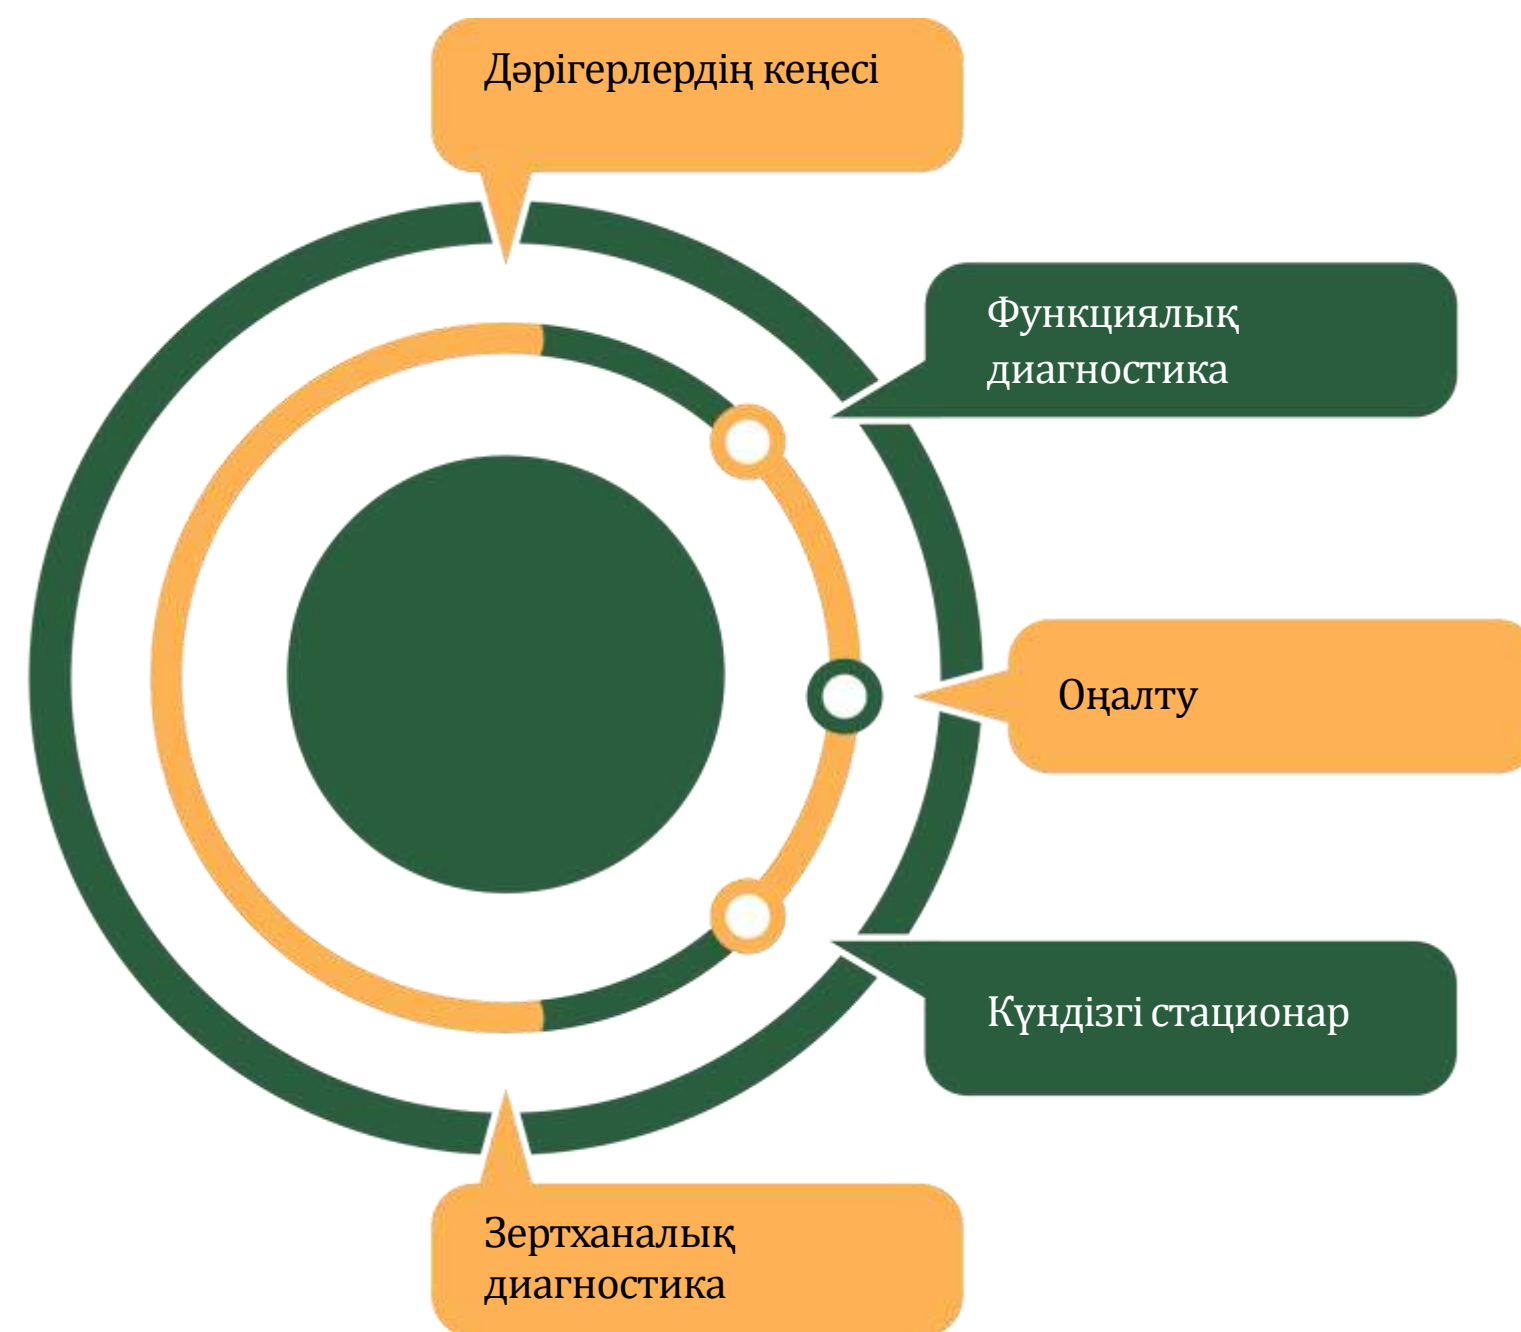 Дәрігерлердің кеңесі
Функциялық
диагностика
Оңалту
Күндізгі стационар
Зертханалық
диагностика